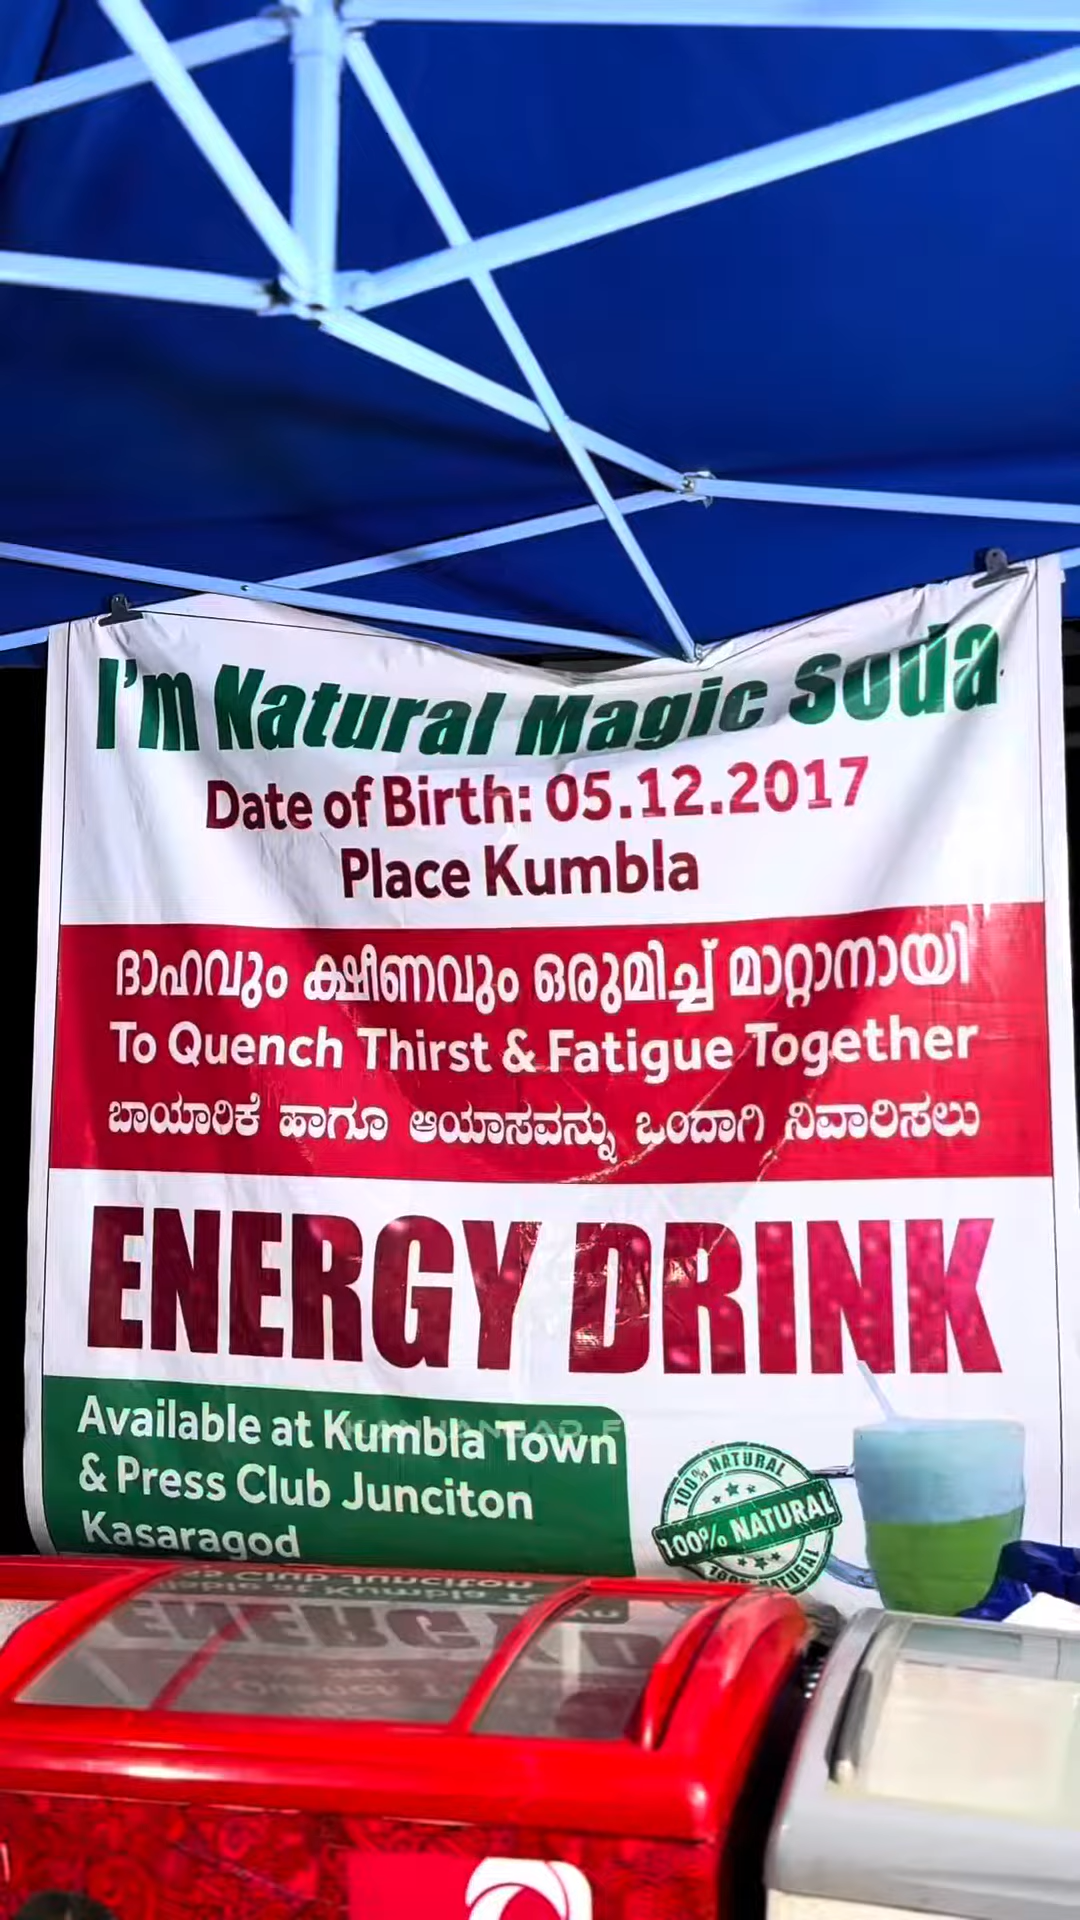 I'm Natural Magic Soda
Date of Birth: 05.12.2017
Place Kumbla
ദാഹവും ക്ഷീണവും ഒരുമിച്ച് മാറ്റാനായി
To Quench Thirst & Fatigue Together
ಬಾಯಾರಿಕೆ ಹಾಗೂ ಆಯಾಸವನ್ನು ಒಂದಾಗಿ ನಿವಾರಿಸಲು
ENERGY DRINK
Available at Kumbla Town
& Press Club Junciton
Kasaragod
100% NATURAL
100% NATURAL